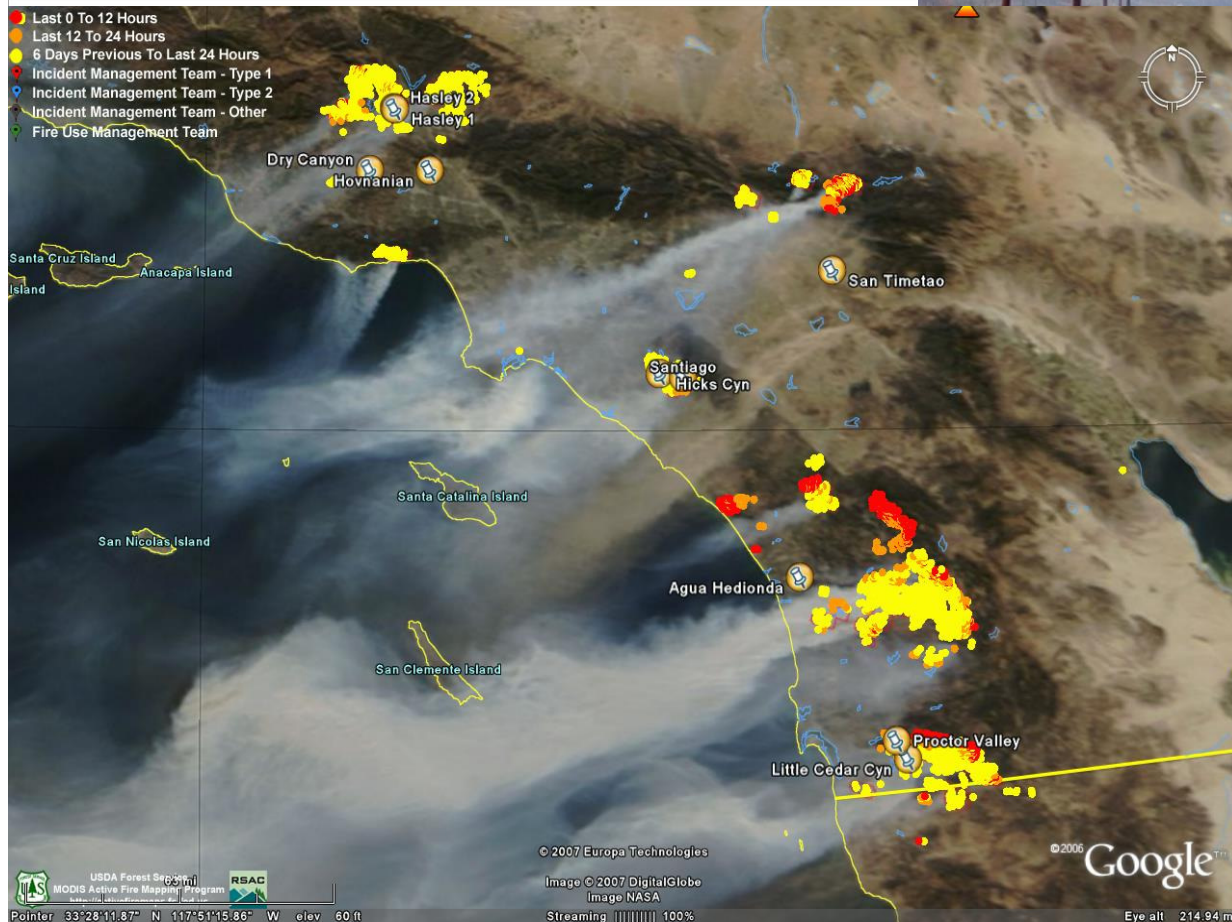 Last 0 To 12 Hours
Last 12 To 24 Hours
6 Days Previous To Last 24 Hours
Incident Management Team - Type 1
Incident Management Team - Type 2
Incident Management Team - Other
Fire Use Management Team
N
Hasley 2
Hasley 1
Dry Canyon
Hovnanian
Santa Cruz Island
Anacapa Island
Island
San Timetao
Santiago
Hicks Cyn
Santa Catalina Island
San Nicolas Island
Agua Hedionda
San Clemente Island
Proctor Valley
Little Cedar Cyn
© 2007 Europa Technologies
Image © 2007 DigitalGlobe
Image NASA
©2006 Google™
USDA Forest Service
MODIS Active Fire Mapping Program
RSAC
Pointer 33°28'11.87" N 117°51'15.86" W elev 60 ft
Streaming |||||||||| 100%
Eye alt 214.94 m